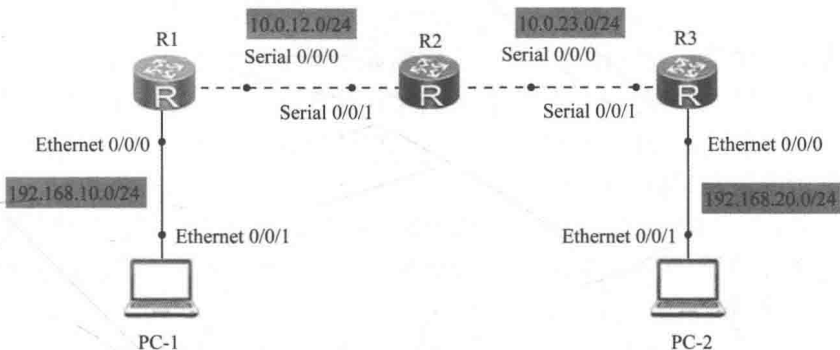 10.0.12.0/24
10.0.23.0/24
R1
R2
R3
Serial 0/0/0
Serial 0/0/0
Serial 0/0/1
Serial 0/0/1
R
R
R
Ethernet 0/0/0
Ethernet 0/0/0
192.168.10.0/24
192.168.20.0/24
Ethernet 0/0/1
Ethernet 0/0/1
PC-1
PC-2